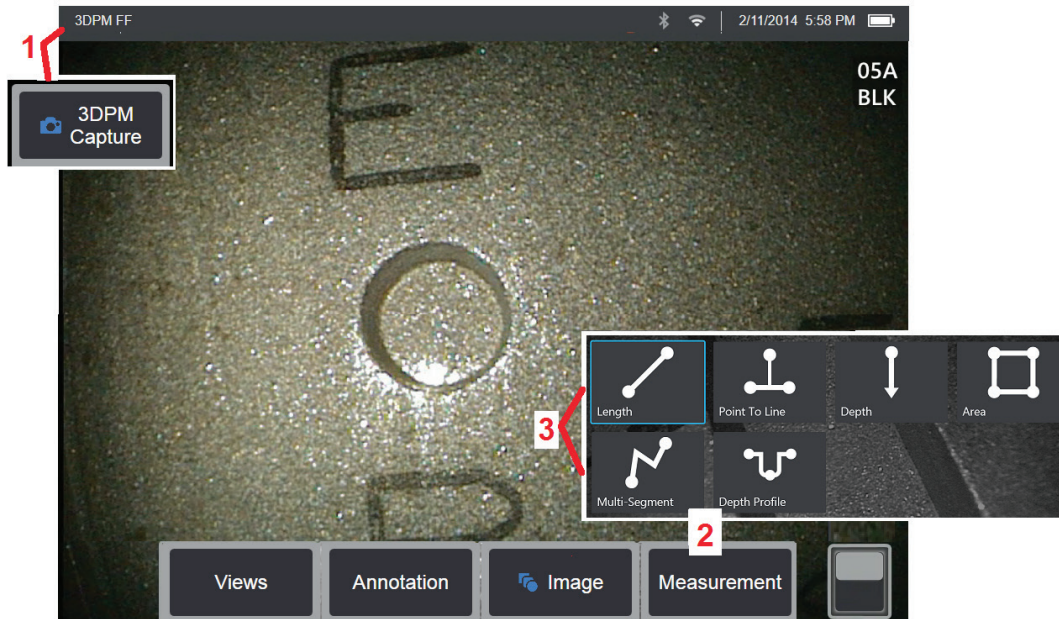 3DPM FF
2/11/2014 5:58 PM
1
3DPM
Capture
05A
BLK
E
3
Length
Point To Line
Depth
Area
Multi-Segment
Depth Profile
2
Views
Annotation
Image
Measurement